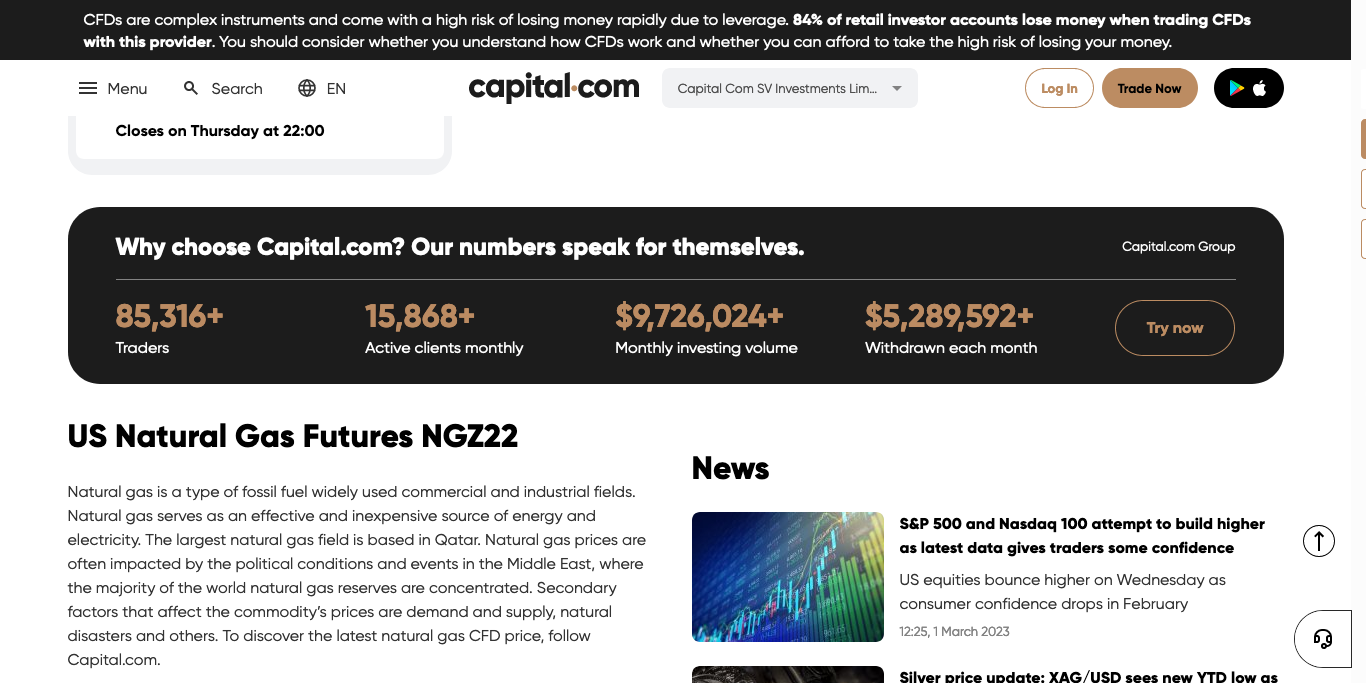 CFDs are complex instruments and come with a high risk of losing money rapidly due to leverage. 84% of retail investor accounts lose money when trading CFDs
with this provider. You should consider whether you understand how CFDs work and whether you can afford to take the high risk of losing your money.
Menu
Search
EN
capital.com
Capital Com SV Investments Lim...
Log In
Trade Now
Closes on Thursday at 22:00
Why choose Capital.com? Our numbers speak for themselves.
Capital.com Group
85,316+
Traders
15,868+
Active clients monthly
$9,726,024+
Monthly investing volume
$5,289,592+
Withdrawn each month
Try now
US Natural Gas Futures NGZ22
Natural gas is a type of fossil fuel widely used commercial and industrial fields.
Natural gas serves as an effective and inexpensive source of energy and
electricity. The largest natural gas field is based in Qatar. Natural gas prices are
often impacted by the political conditions and events in the Middle East, where
the majority of the world natural gas reserves are concentrated. Secondary
factors that affect the commodity’s prices are demand and supply, natural
disasters and others. To discover the latest natural gas CFD price, follow
Capital.com.
News
S&P 500 and Nasdaq 100 attempt to build higher
as latest data gives traders some confidence
US equities bounce higher on Wednesday as
consumer confidence drops in February
12:25, 1 March 2023
Silver price update: XAG/USD sees new YTD low as